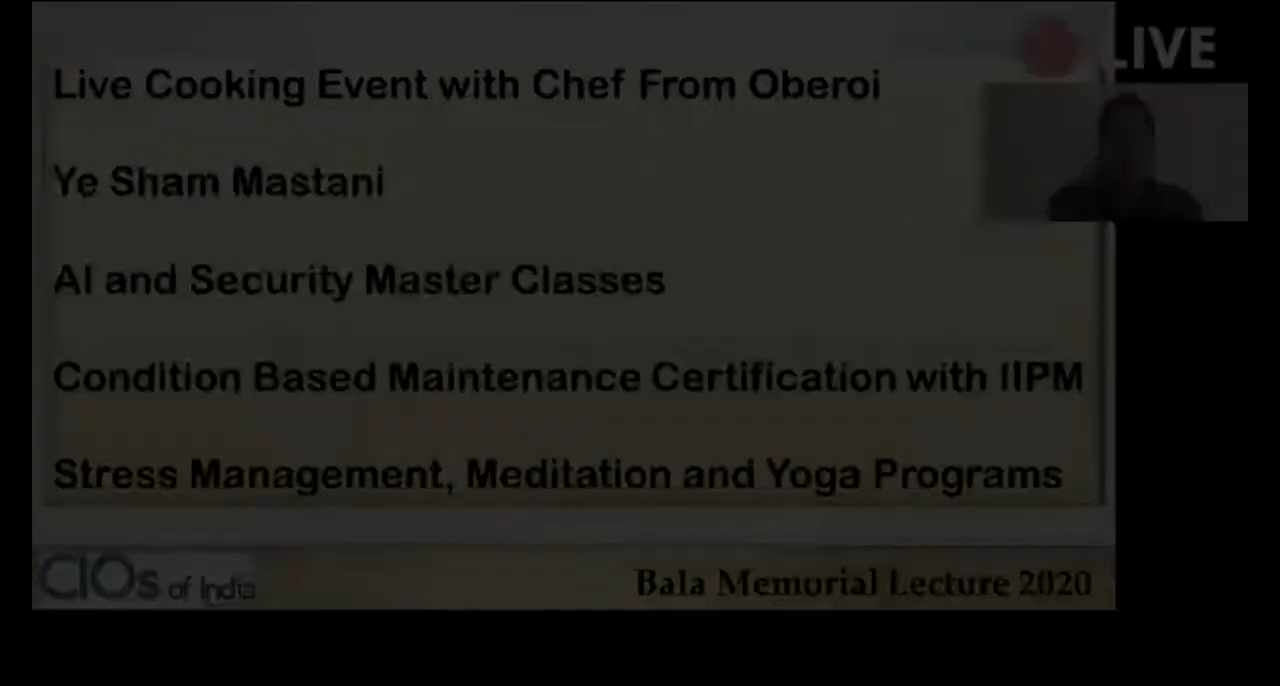 LIVE
Live Cooking Event with Chef From Oberoi
Ye Sham Mastani
AI and Security Master Classes
Condition Based Maintenance Certification with IIPM
Stress Management, Meditation and Yoga Programs
CIOs of India
Bala Memorial Lecture 2020